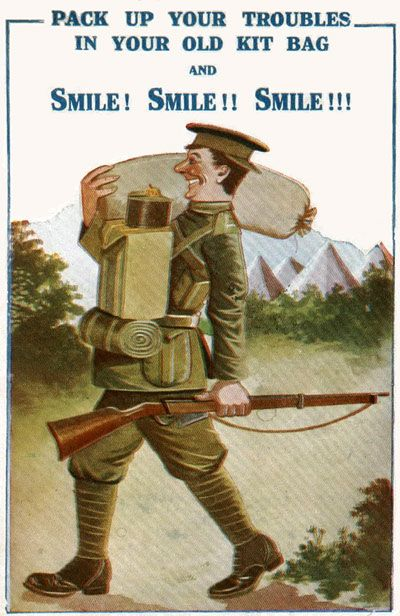 PACK UP YOUR TROUBLES
IN YOUR OLD KIT BAG
AND
SMILE! SMILE!! SMILE!!!